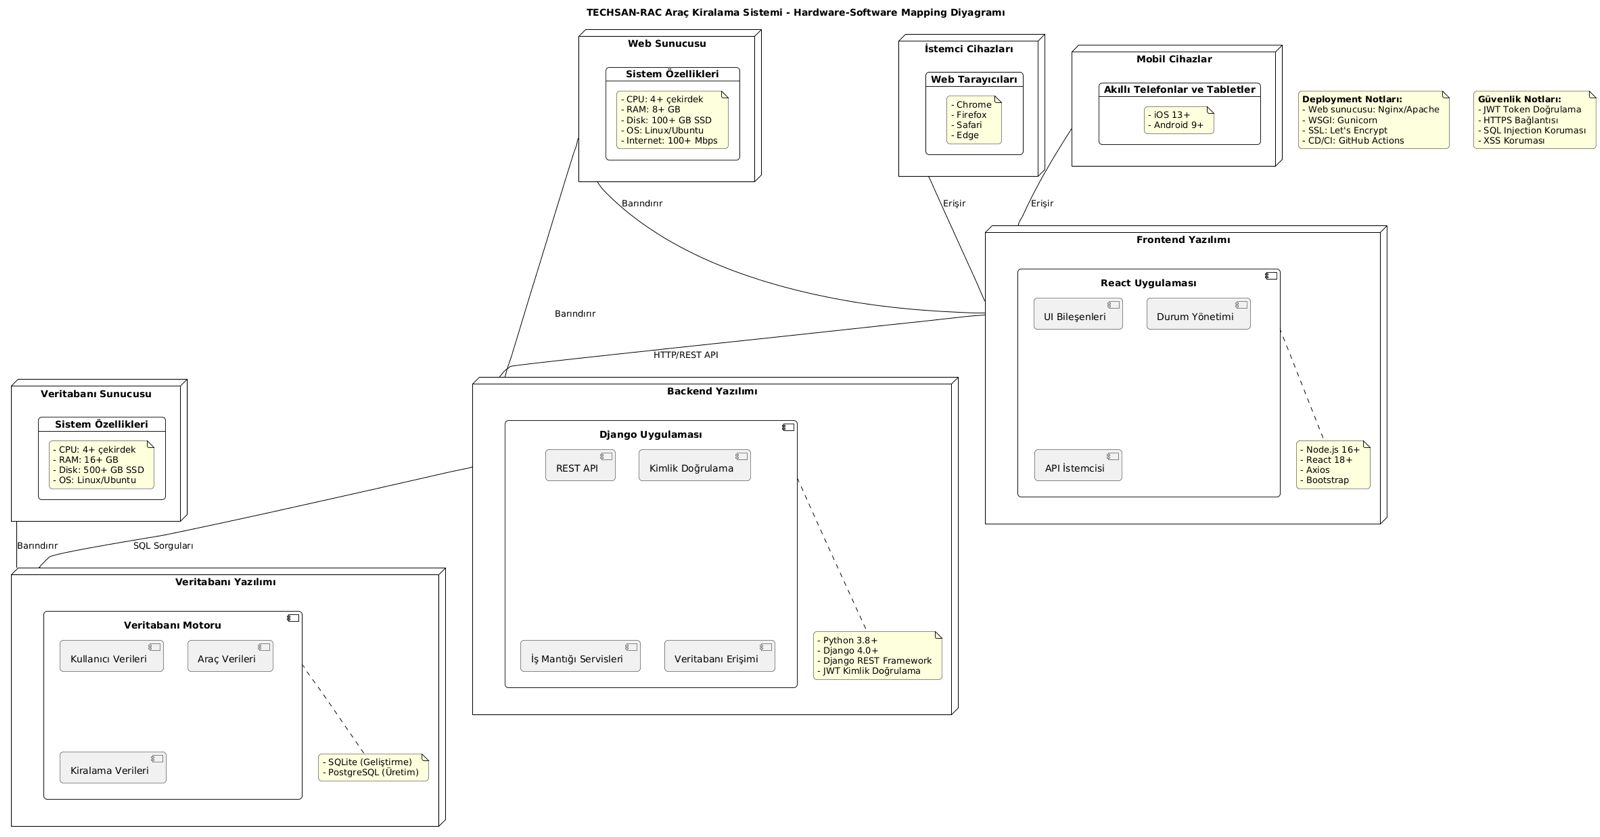 TECHSAN-RAC Araç Kiralama Sistemi - Hardware-Software Mapping Diyagramı
Web Sunucusu
Sistem Özellikleri
- CPU: 4+ çekirdek
- RAM: 8+ GB
- Disk: 100+ GB SSD
- OS: Linux/Ubuntu
- Internet: 100+ Mbps
İstemci Cihazları
Web Tarayıcıları
- Chrome
- Firefox
- Safari
- Edge
Mobil Cihazlar
Akıllı Telefonlar ve Tabletler
- iOS 13+
- Android 9+
Deployment Notları:
- Web sunucusu: Nginx/Apache
- WSGI: Gunicorn
- SSL: Let's Encrypt
- CD/CI: GitHub Actions
Güvenlik Notları:
- JWT Token Doğrulama
- HTTPS Bağlantısı
- SQL Injection Koruması
- XSS Koruması
Barındırır
Erişir
Erişir
Frontend Yazılımı
React Uygulaması
UI Bileşenleri
Durum Yönetimi
API İstemcisi
- Node.js 16+
- React 18+
- Axios
- Bootstrap
Barındırır
HTTP/REST API
Backend Yazılımı
Django Uygulaması
REST API
Kimlik Doğrulama
İş Mantığı Servisleri
Veritabanı Erişimi
- Python 3.8+
- Django 4.0+
- Django REST Framework
- JWT Kimlik Doğrulama
Veritabanı Sunucusu
Sistem Özellikleri
- CPU: 4+ çekirdek
- RAM: 16+ GB
- Disk: 500+ GB SSD
- OS: Linux/Ubuntu
Barındırır
SQL Sorguları
Veritabanı Yazılımı
Veritabanı Motoru
Kullanıcı Verileri
Araç Verileri
Kiralama Verileri
- SQLite (Geliştirme)
- PostgreSQL (Üretim)